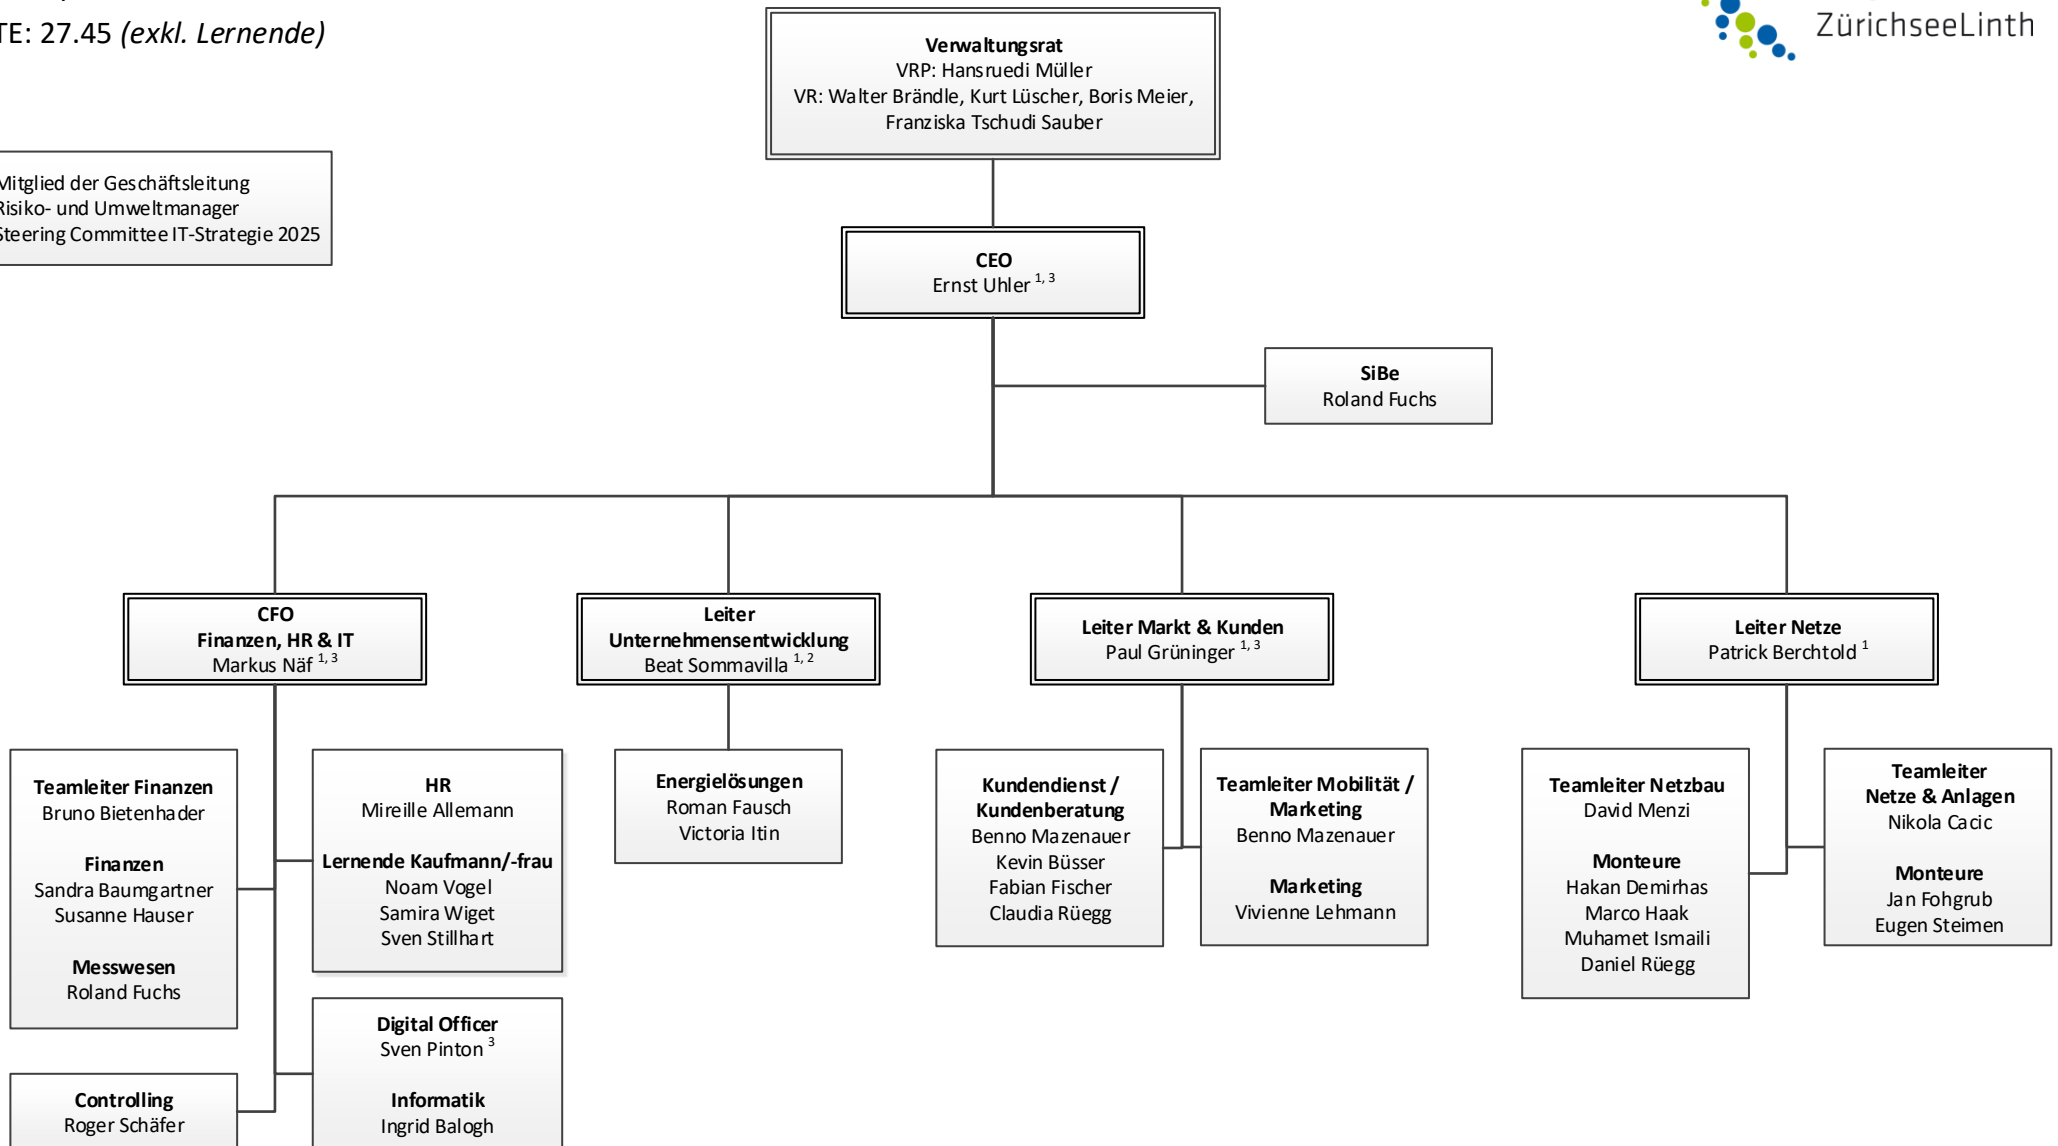 TE: 27.45 (exkl. Lernende)
ZürichseeLinth
Verwaltungsrat
VRP: Hansruedi Müller
VR: Walter Brändle, Kurt Lüscher, Boris Meier,
Franziska Tschudi Sauber
Mitglied der Geschäftsleitung
Risiko- und Umweltmanager
Steering Committee IT-Strategie 2025
CEO
Ernst Uhler 1, 3
SiBe
Roland Fuchs
CFO
Finanzen, HR & IT
Markus Näf 1, 3
Leiter
Unternehmensentwicklung
Beat Sommavilla 1, 2
Leiter Markt & Kunden
Paul Grüninger 1, 3
Leiter Netze
Patrick Berchtold 1
Teamleiter Finanzen
Bruno Bietenhader
Finanzen
Sandra Baumgartner
Susanne Hauser
Messwesen
Roland Fuchs
HR
Mireille Allemann
Lernende Kaufmann/-frau
Noam Vogel
Samira Wiget
Sven Stillhart
Energielösungen
Roman Fausch
Victoria Itin
Kundendienst /
Kundenberatung
Benno Mazenauer
Kevin Büsser
Fabian Fischer
Claudia Rüegg
Teamleiter Mobilität /
Marketing
Benno Mazenauer
Marketing
Vivienne Lehmann
Teamleiter Netzbau
David Menzi
Monteure
Hakan Demirhas
Marco Haak
Muhamet Ismaili
Daniel Rüegg
Teamleiter
Netze & Anlagen
Nikola Cacic
Monteure
Jan Fohgrub
Eugen Steimen
Controlling
Roger Schäfer
Digital Officer
Sven Pinton 3
Informatik
Ingrid Balogh